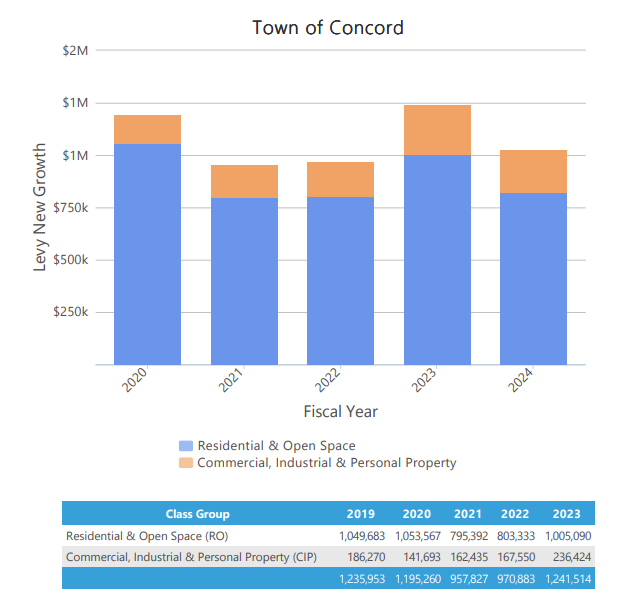 Town of Concord
$2M
$1M
$1M
$750k
$500k
$250k
Levy New Growth
2020 2021 2022 2023 2024
Fiscal Year
Residential & Open Space
Commercial, Industrial & Personal Property
Class Group 2019 2020 2021 2022 2023
Residential & Open Space (RO) 1,049,683 1,053,567 795,392 803,333 1,005,090
Commercial, Industrial & Personal Property (CIP) 186,270 141,693 162,435 167,550 236,424
1,235,953 1,195,260 957,827 970,883 1,241,514